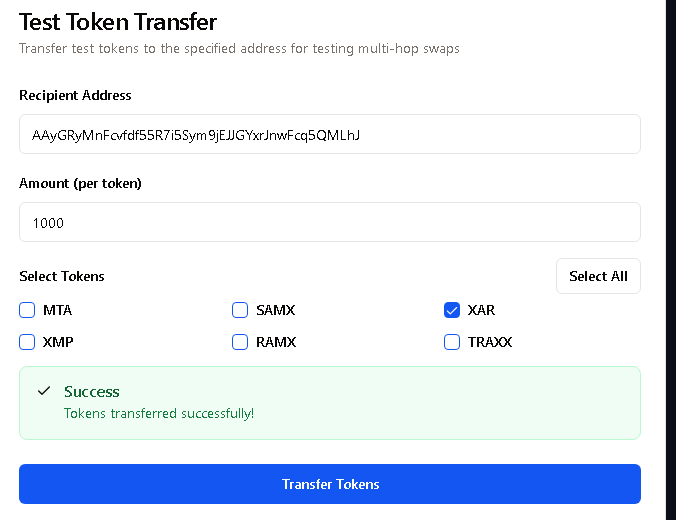 Test Token Transfer
Transfer test tokens to the specified address for testing multi-hop swaps
Recipient Address
AAyGRyMnFcvfdf55R7i5Sym9jEJJGYxrJnwFcq5QMLhJ
Amount (per token)
1000
Select Tokens
Select All
MTA
SAMX
XAR
XMP
RAMX
TRAXX
Success
Tokens transferred successfully!
Transfer Tokens